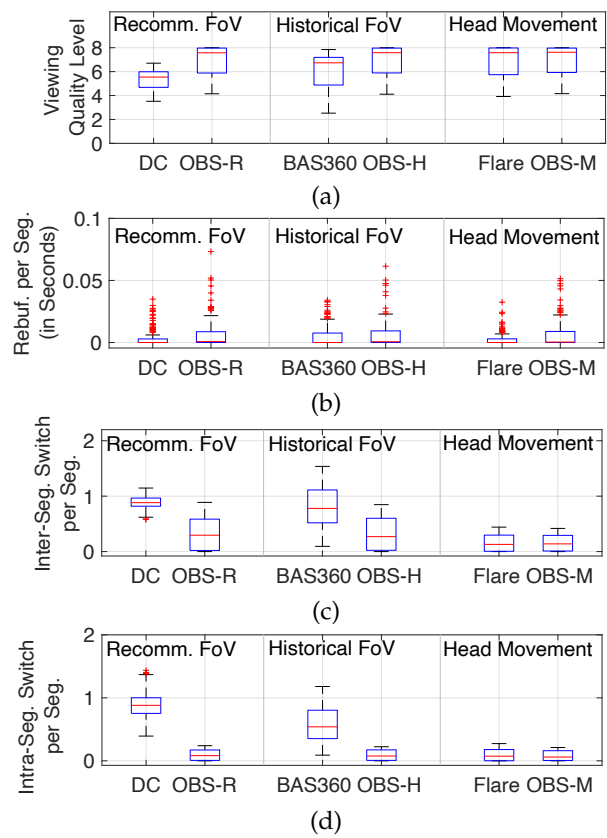 Recomm. FoV Historical FoV Head Movement
Viewing
Quality Level
8
6
4
2
0
DC OBS-R BAS360 OBS-H Flare OBS-M
(a)
Recomm. FoV Historical FoV Head Movement
Rebuf. per Seg.
(in Seconds)
0.1
0.05
0
DC OBS-R BAS360 OBS-H Flare OBS-M
(b)
Recomm. FoV Historical FoV Head Movement
Inter-Seg. Switch
per Seg.
2
1
0
DC OBS-R BAS360 OBS-H Flare OBS-M
(c)
Recomm. FoV Historical FoV Head Movement
Intra-Seg. Switch
per Seg.
2
1
0
DC OBS-R BAS360 OBS-H Flare OBS-M
(d)